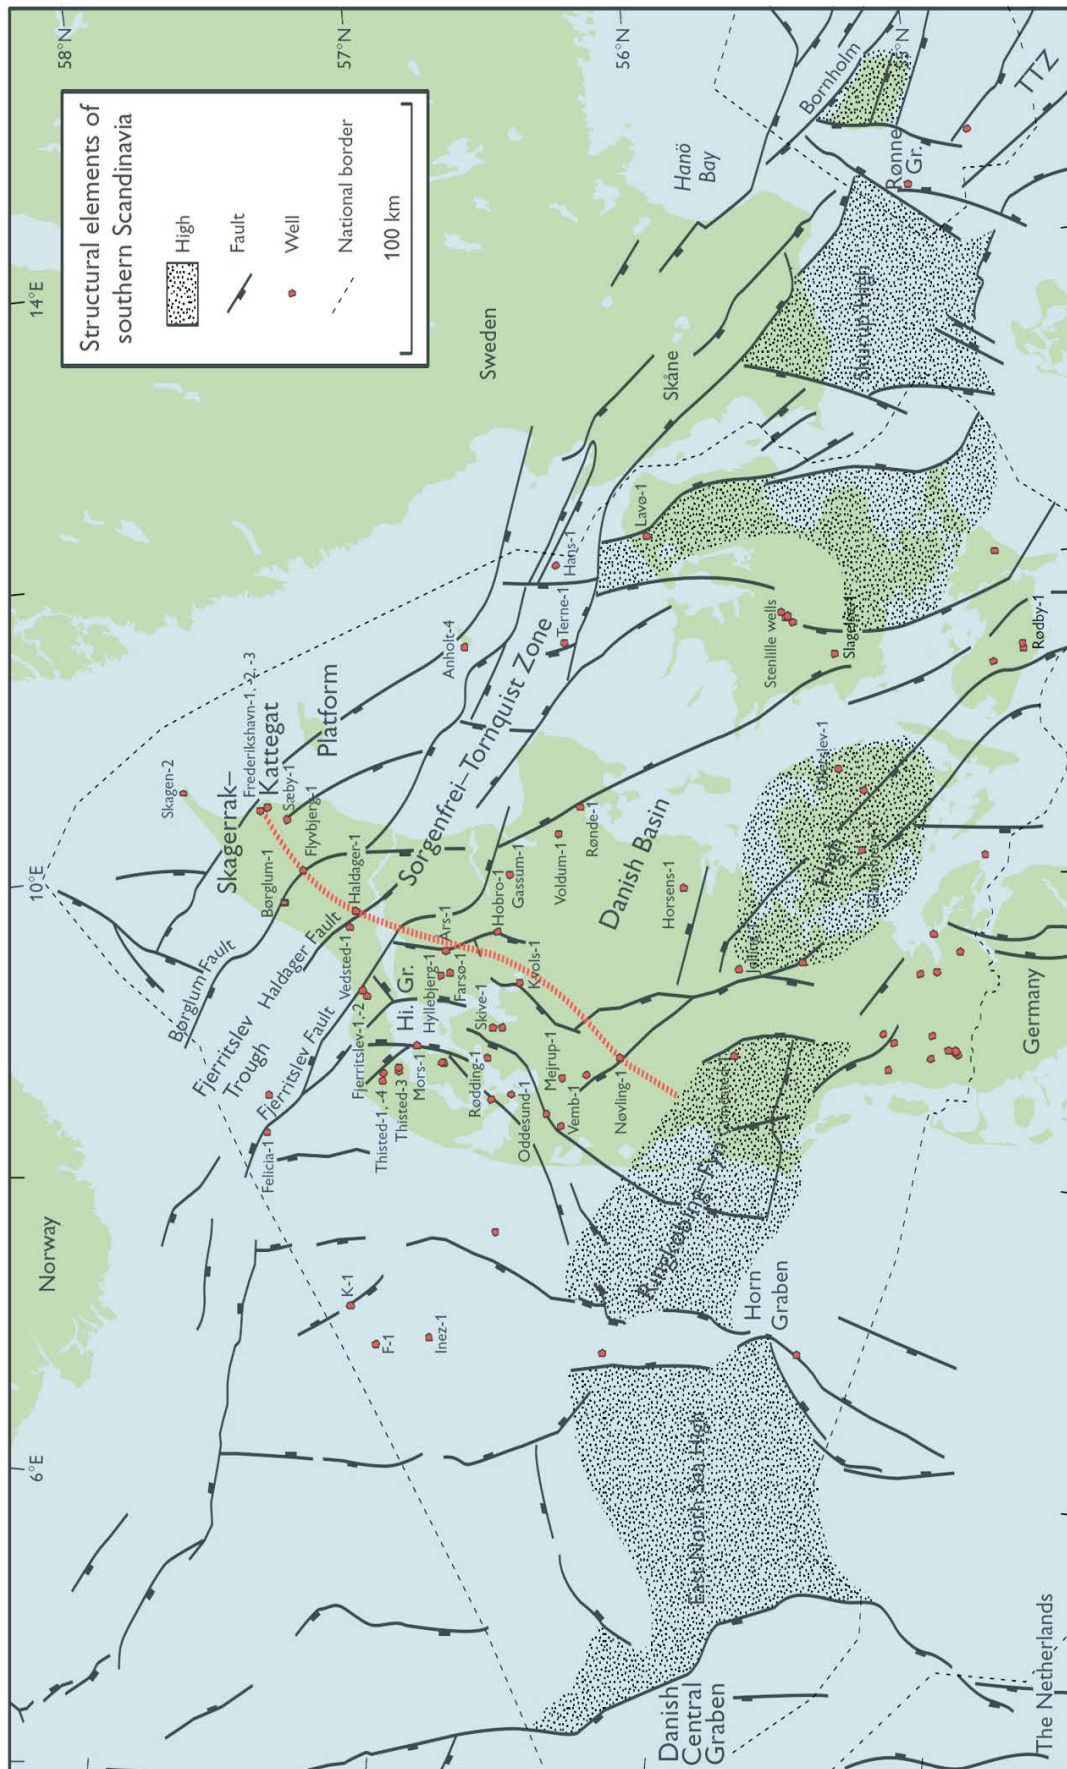 Structural elements of
southern Scandinavia
High
Fault
Well
National border
100 km
58°N
57°N
56°N
6°E
10°E
14°E
Norway
Sweden
Germany
The Netherlands
Skåne
Hanö
Bay
Bornholm
Rønne
Gr.
TTZ
Skurup High
Skagerrak–
Kattegat
Platform
Sorgenfrei–Tornquist Zone
Børglum Fault
Fjerritslev
Trough
Haldager Fault
Fjerritslev Fault
Hi. Gr.
Danish Basin
Ringkøbing–Fyn
High
Horn
Graben
East North Sea High
Danish
Central
Graben
Skagen-2
Frederikshavn-1, -2, -3
Sæby-1
Flyvbjerg-1
Børglum-1
Haldager-1
Vedsted-1
Fjerritslev-1,-2
Felicia-1
Thisted-1, -4
Thisted-3
Mors-1
Hyllebjerg-1
Farsø-1
Ars-1
Hobro-1
Gassum-1
Voldum-1
Rønde-1
Kvols-1
Skive-1
Rødding-1
Oddesund-1
Mejrup-1
Vemb-1
Nøvling-1
Horsens-1
Anholt-4
Terne-1
Hans-1
Lavø-1
Stenlille wells
Slagelse-1
Rødby-1
K-1
F-1
Inez-1